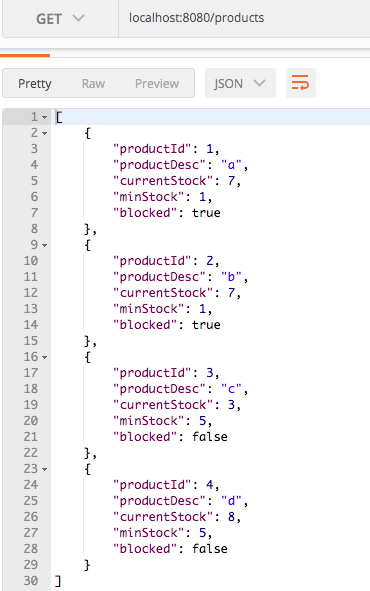 GET localhost:8080/products
Pretty Raw Preview JSON
1 [
2 {
3 "productId": 1,
4 "productDesc": "a",
5 "currentStock": 7,
6 "minStock": 1,
7 "blocked": true
8 },
9 {
10 "productId": 2,
11 "productDesc": "b",
12 "currentStock": 7,
13 "minStock": 1,
14 "blocked": true
15 },
16 {
17 "productId": 3,
18 "productDesc": "c",
19 "currentStock": 3,
20 "minStock": 5,
21 "blocked": false
22 },
23 {
24 "productId": 4,
25 "productDesc": "d",
26 "currentStock": 8,
27 "minStock": 5,
28 "blocked": false
29 }
30 ]